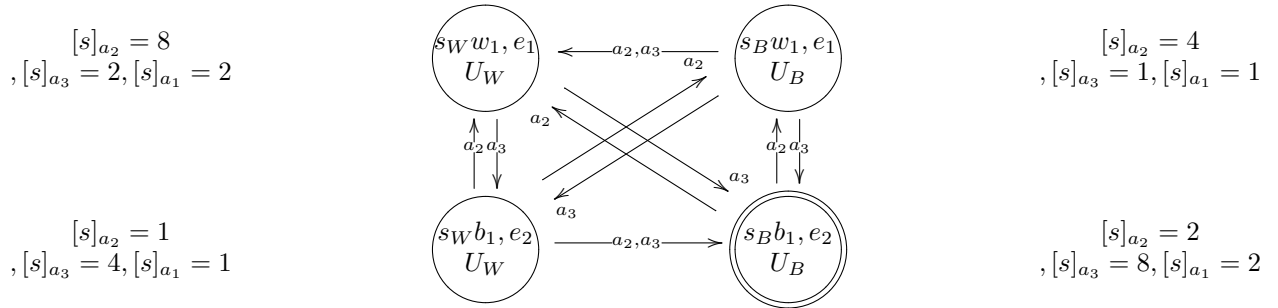 [s]_{a_2} = 8
, [s]_{a_3} = 2, [s]_{a_1} = 2
s_W w_1, e_1
U_W
a_2, a_3
s_B w_1, e_1
U_B
[s]_{a_2} = 4
, [s]_{a_3} = 1, [s]_{a_1} = 1
a_2
a_2
a_2
a_3
a_2
a_3
a_3
a_3
[s]_{a_2} = 1
, [s]_{a_3} = 4, [s]_{a_1} = 1
s_W b_1, e_2
U_W
a_2, a_3
s_B b_1, e_2
U_B
[s]_{a_2} = 2
, [s]_{a_3} = 8, [s]_{a_1} = 2